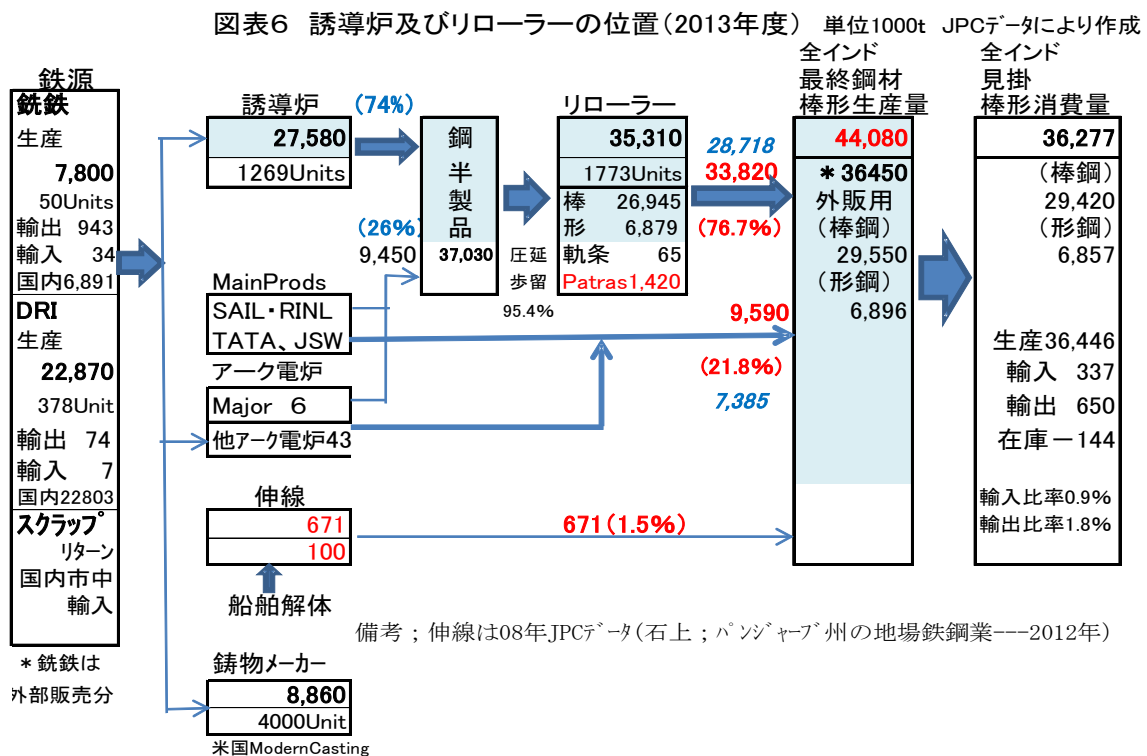 図表6 誘導炉及びリローラーの位置(2013年度) 単位1000t JPCデータにより作成
鉄源
銑鉄
生産
7,800
50Units
輸出 943
輸入 34
国内6,891
DRI
生産
22,870
378Unit
輸出 74
輸入 7
国内22803
スクラップ
リターン
国内市中
輸入
*銑鉄は
外部販売分
誘導炉
27,580
1269Units
(74%)
(26%)
9,450
鋼半製品
37,030
圧延
歩留
95.4%
リローラー
35,310
1773Units
棒 26,945
形 6,879
軌条 65
Patras1,420
28,718
33,820
(76.7%)
MainProds
SAIL・RINL
TATA、JSW
アーク電炉
Major 6
他アーク電炉43
9,590
(21.8%)
7,385
伸線
671
100
船舶解体
671(1.5%)
全インド
最終鋼材
棒形生産量
44,080
*36450
外販用
(棒鋼)
29,550
(形鋼)
6,896
全インド
見掛
棒形消費量
36,277
(棒鋼)
29,420
(形鋼)
6,857
生産36,446
輸入 337
輸出 650
在庫-144
輸入比率0.9%
輸出比率1.8%
備考;伸線は08年JPCデータ(石上;パンジャーブ州の地場鉄鋼業---2012年)
鋳物メーカー
8,860
4000Unit
米国ModernCasting